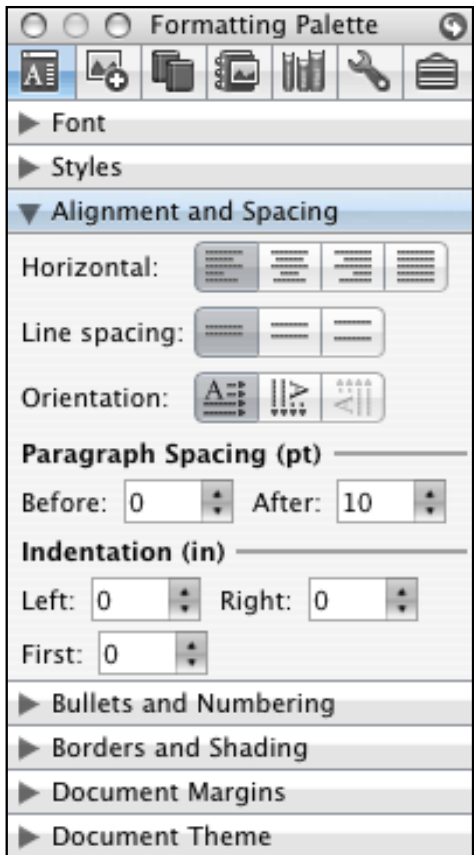 Formatting Palette
Font
Styles
Alignment and Spacing
Horizontal:
Line spacing:
Orientation:
Paragraph Spacing (pt)
Before: 0 After: 10
Indentation (in)
Left: 0 Right: 0
First: 0
Bullets and Numbering
Borders and Shading
Document Margins
Document Theme